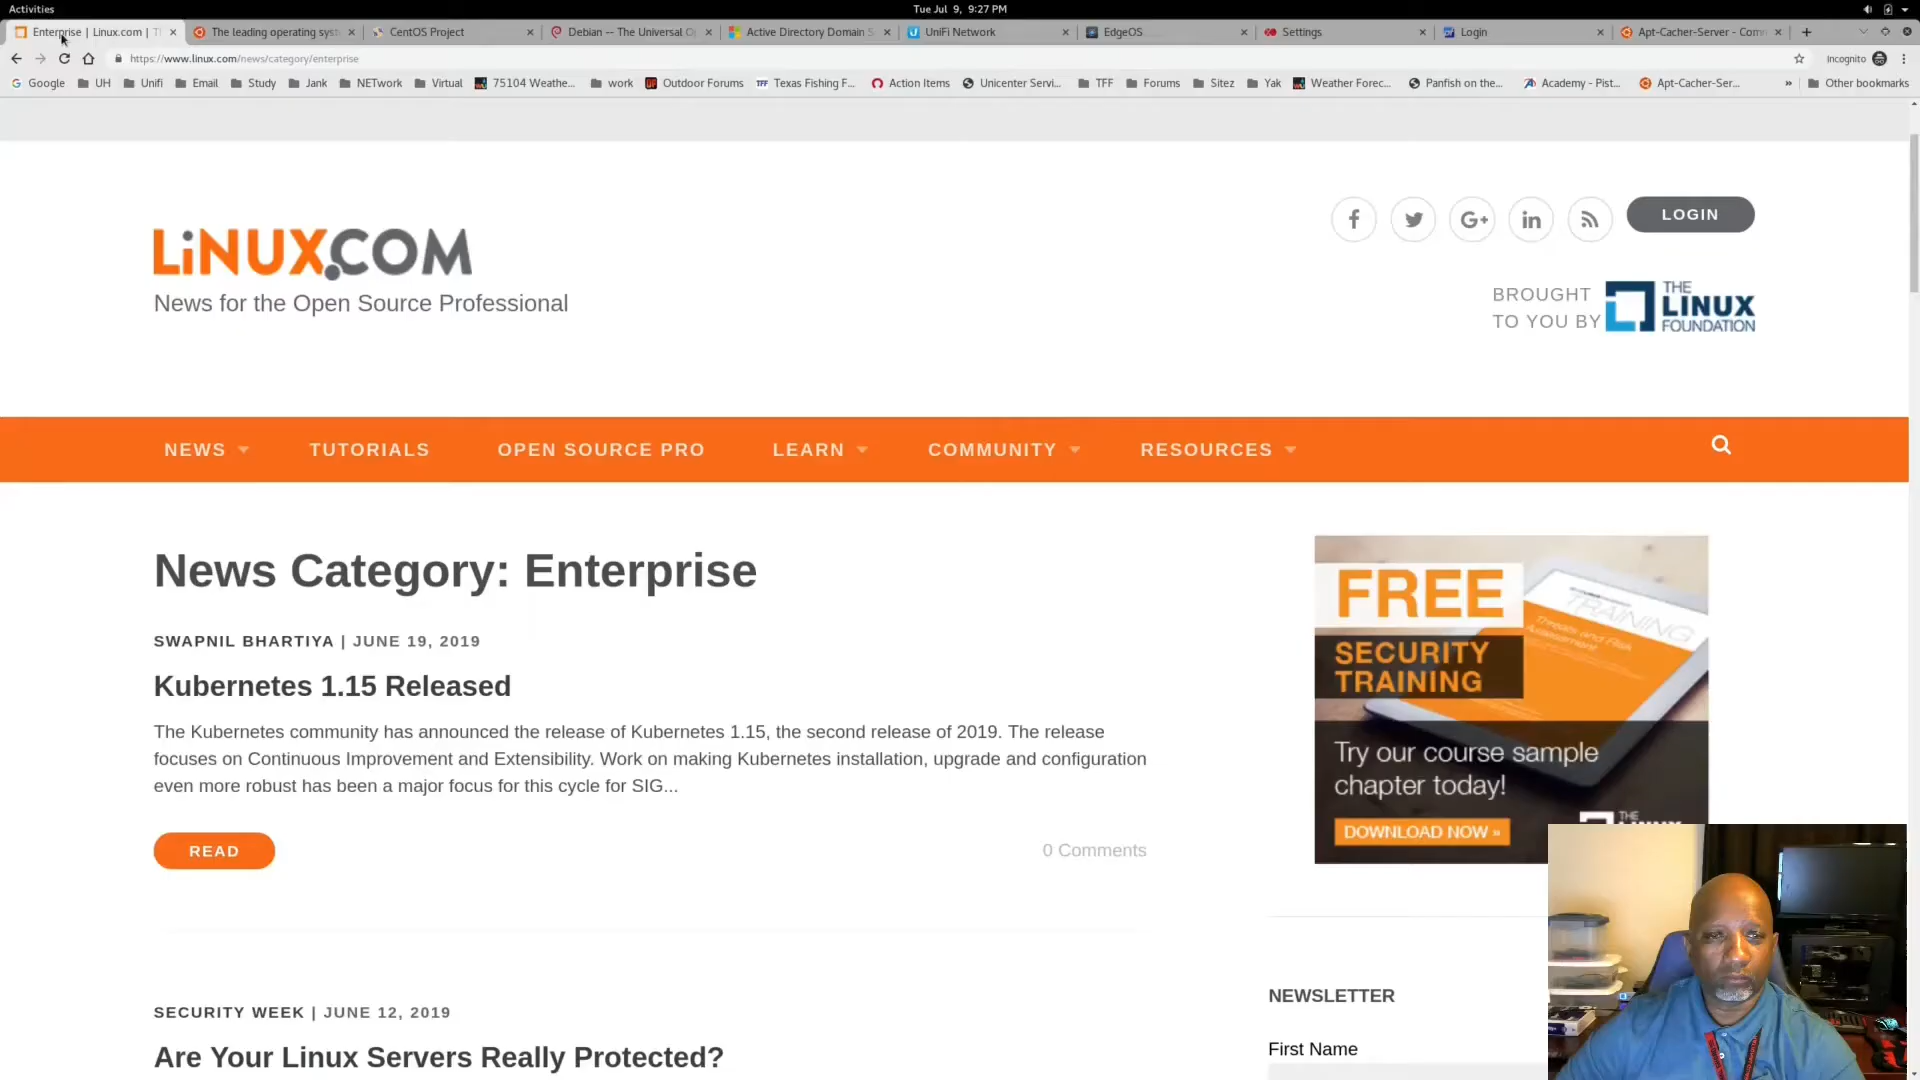 Activities
Tue Jul 9, 9:27 PM
Enterprise | Linux.com |
The leading operating syst
CentOS Project
Debian -- The Universal O
Active Directory Domain S
UniFi Network
EdgeOS
Settings
Login
Apt-Cacher-Server - Com
https://www.linux.com/news/category/enterprise
Incognito
Google
UH
Unifi
Email
Study
Jank
NETwork
Virtual
75104 Weathe...
work
Outdoor Forums
TFF Texas Fishing F...
Action Items
Unicenter Servi...
TFF
Forums
Sitez
Yak
Weather Forec...
Panfish on the...
Academy - Pist...
Apt-Cacher-Ser...
»
Other bookmarks
LiNUX.COM
News for the Open Source Professional
LOGIN
BROUGHT
TO YOU BY
THE
LINUX
FOUNDATION
NEWS
TUTORIALS
OPEN SOURCE PRO
LEARN
COMMUNITY
RESOURCES
News Category: Enterprise
SWAPNIL BHARTIYA | JUNE 19, 2019
Kubernetes 1.15 Released
The Kubernetes community has announced the release of Kubernetes 1.15, the second release of 2019. The release
focuses on Continuous Improvement and Extensibility. Work on making Kubernetes installation, upgrade and configuration
even more robust has been a major focus for this cycle for SIG...
READ
0 Comments
FREE
SECURITY
TRAINING
TRAINING
Threats and Risk
Assessment
Try our course sample
chapter today!
DOWNLOAD NOW »
THE
SECURITY WEEK | JUNE 12, 2019
Are Your Linux Servers Really Protected?
NEWSLETTER
First Name